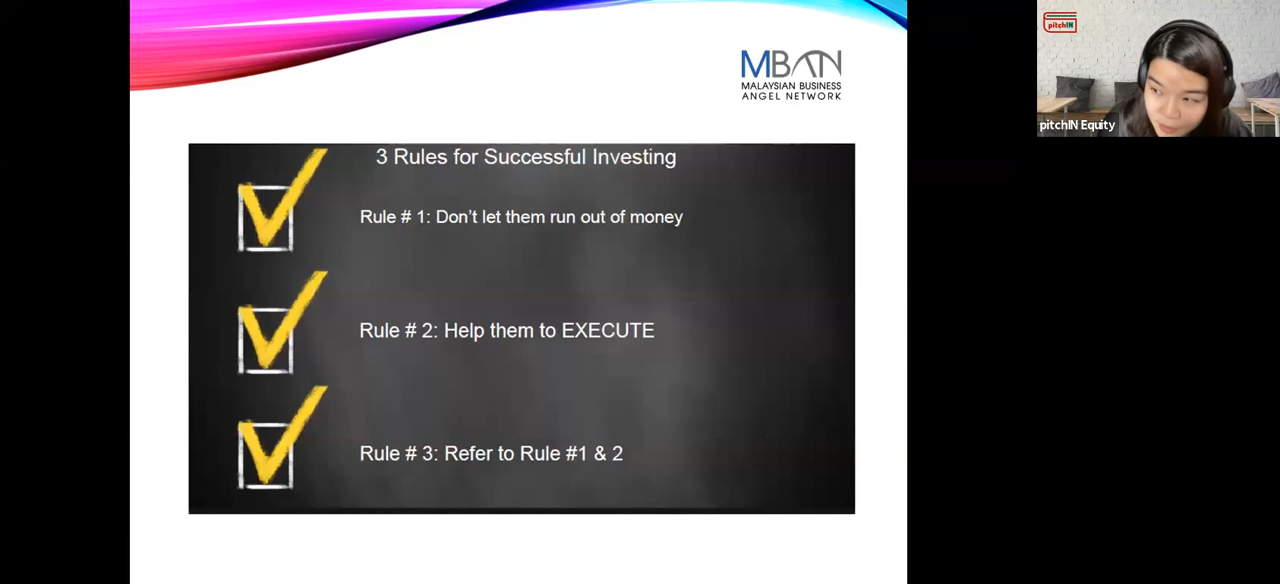 MBAN
MALAYSIAN BUSINESS
ANGEL NETWORK
pitchIN
pitchIN Equity
3 Rules for Successful Investing
Rule # 1: Don’t let them run out of money
Rule # 2: Help them to EXECUTE
Rule # 3: Refer to Rule #1 & 2